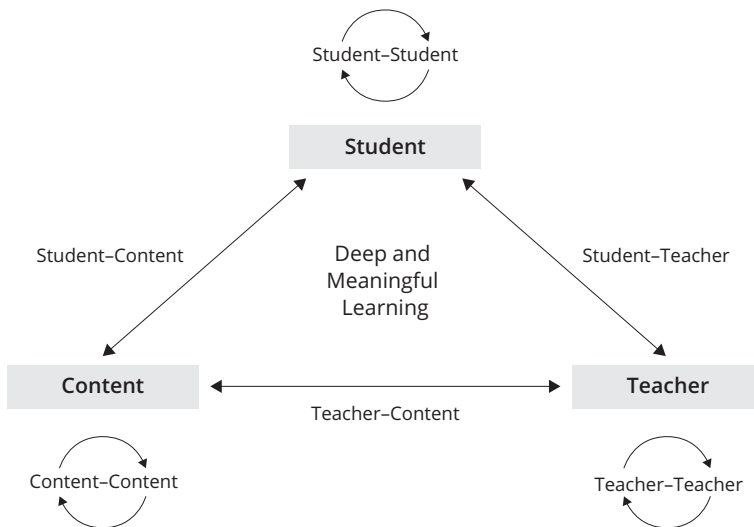 Student–Student
Student
Student–Content
Deep and
Meaningful
Learning
Student–Teacher
Content
Teacher
Teacher–Content
Content–Content
Teacher–Teacher